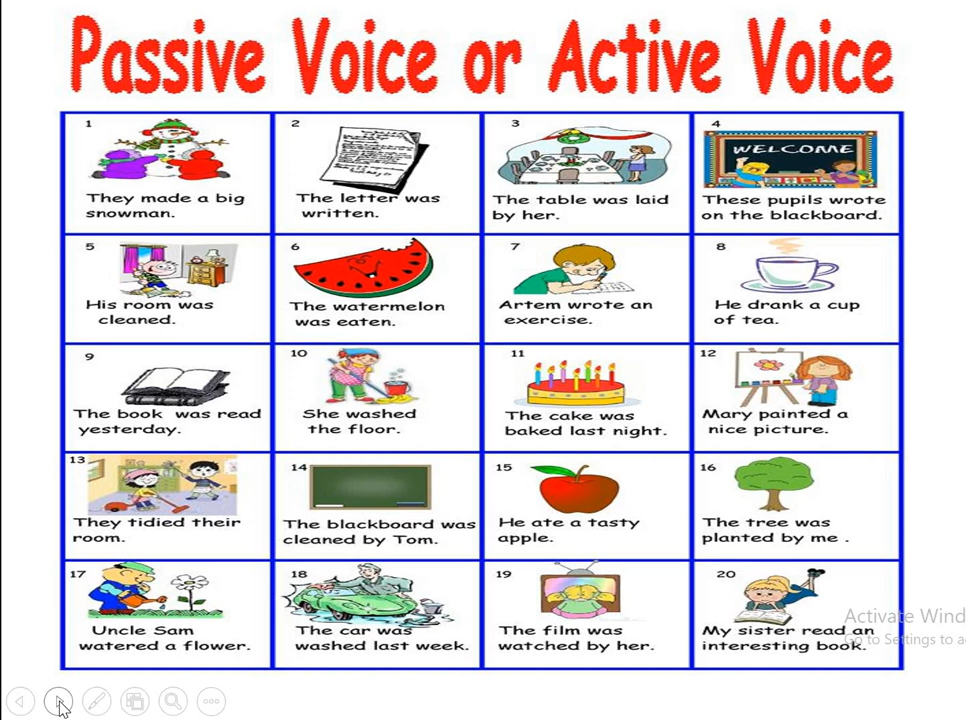 Passive Voice or Active Voice
1
They made a big
snowman.
2
The letter was
written.
3
The table was laid
by her.
4
WELCOME
These pupils wrote
on the blackboard.
5
His room was
cleaned.
6
The watermelon
was eaten.
7
Artem wrote an
exercise.
8
He drank a cup
of tea.
9
The book was read
yesterday.
10
She washed
the floor.
11
The cake was
baked last night.
12
Mary painted a
nice picture.
13
They tidied their
room.
14
The blackboard was
cleaned by Tom.
15
He ate a tasty
apple.
16
The tree was
planted by me .
17
Uncle Sam
watered a flower.
18
The car was
washed last week.
19
The film was
watched by her.
20
My sister read an
interesting book.
Activate Wind
Go to Settings to a